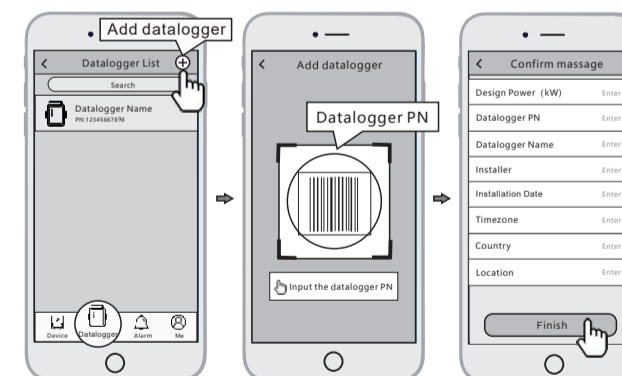 Add datalogger
Datalogger List
Search
Datalogger Name
PN:12345667898
Device
Datalogger
Alarm
Me
Add datalogger
Datalogger PN
Input the datalogger PN
Confirm massage
Design Power (kW) Enter
Datalogger PN Enter
Datalogger Name Enter
Installer Enter
Installation Date Enter
Timezone Enter
Country Enter
Location Enter
Finish